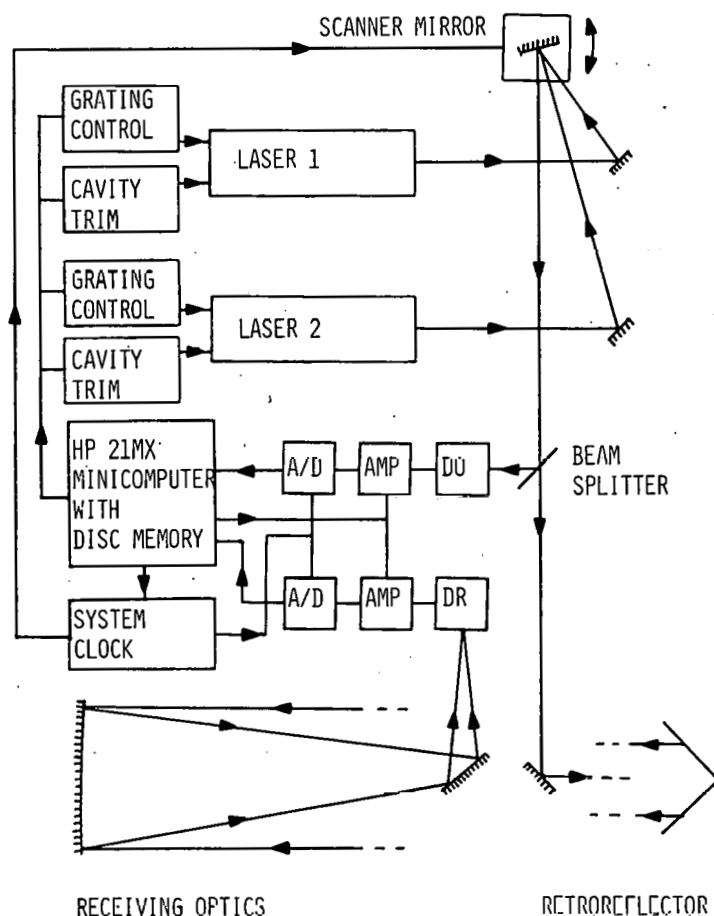 SCANNER MIRROR
GRATING
CONTROL
LASER 1
CAVITY
TRIM
GRATING
CONTROL
LASER 2
CAVITY
TRIM
HP 21MX
MINICOMPUTER
WITH
DISC MEMORY
A/D
AMP
DO
BEAM
SPLITTER
A/D
AMP
DR
SYSTEM
CLOCK
RECEIVING OPTICS
RETROREFLECTOR